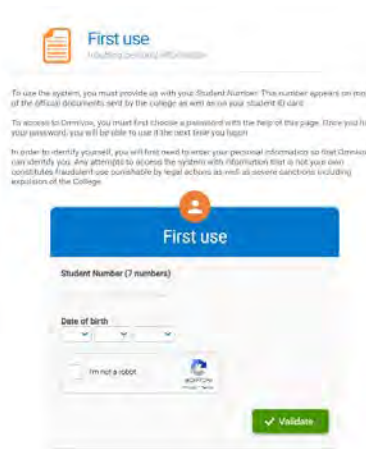 First use
Including personal information
To use the system, you must provide us with your Student Number. This number appears on mo
of the official documents sent by the college as well as on your student ID card.
To access to Omnivox, you must first choose a password with the help of this page. Once you h
your password, you will be able to use it the next time you logon.
In order to identify yourself, you will first need to enter your personal information so that Omnivox
can identify you. Any attempts to access the system with information that is not your own
constitutes fraudulent use punishable by legal actions as well as severe sanctions including
expulsion of the College.
First use
Student Number (7 numbers)
Date of birth
I'm not a robot
reCAPTCHA
Validate